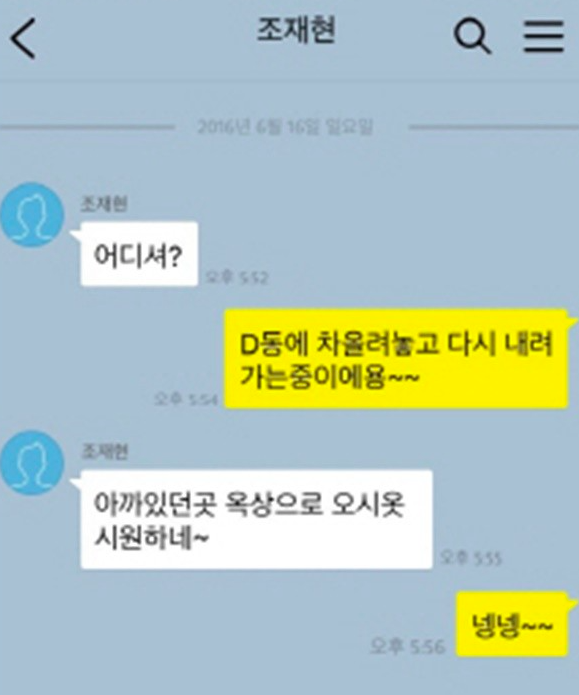 조재현
2016년 6월 16일 일요일
조재현
어디셔?
오후 5:52
D동에 차올려놓고 다시 내려
가는중이에용~~
오후 5:54
조재현
아까있던곳 옥상으로 오시옷
시원하네~
오후 5:55
넹넹~~
오후 5:56